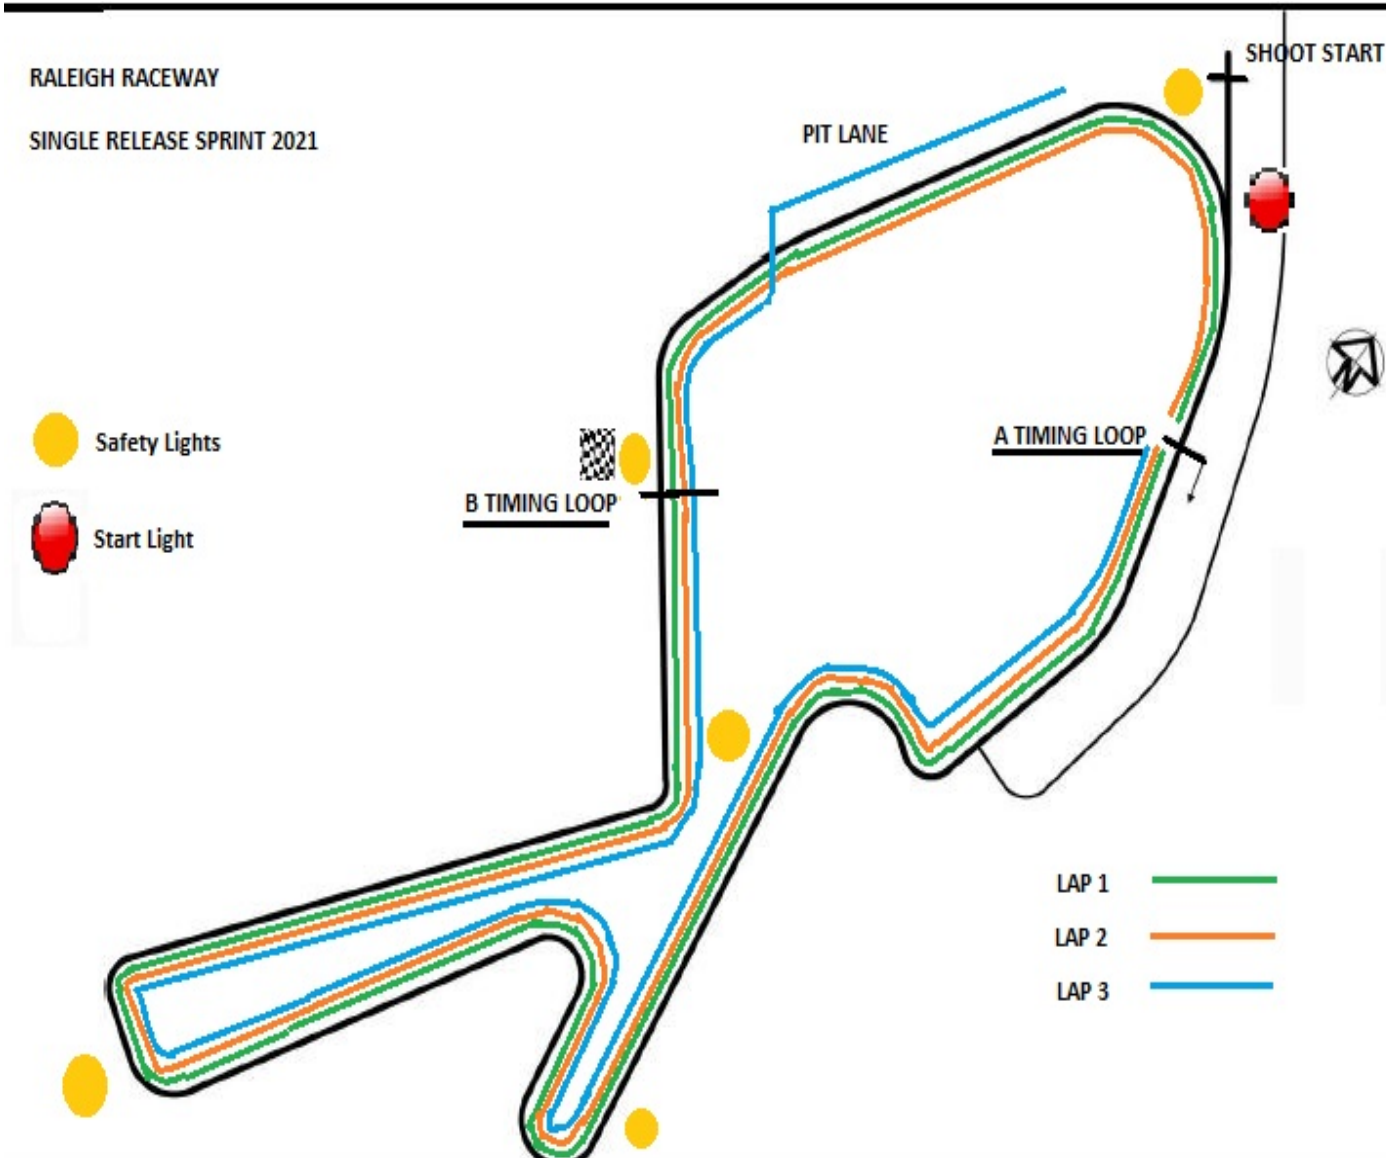 SHOOT START
RALEIGH RACEWAY
PIT LANE
SINGLE RELEASE SPRINT 2021
A TIMING LOOP
Safety Lights
B TIMING LOOP
Start Light
LAP 1
LAP 2
LAP 3